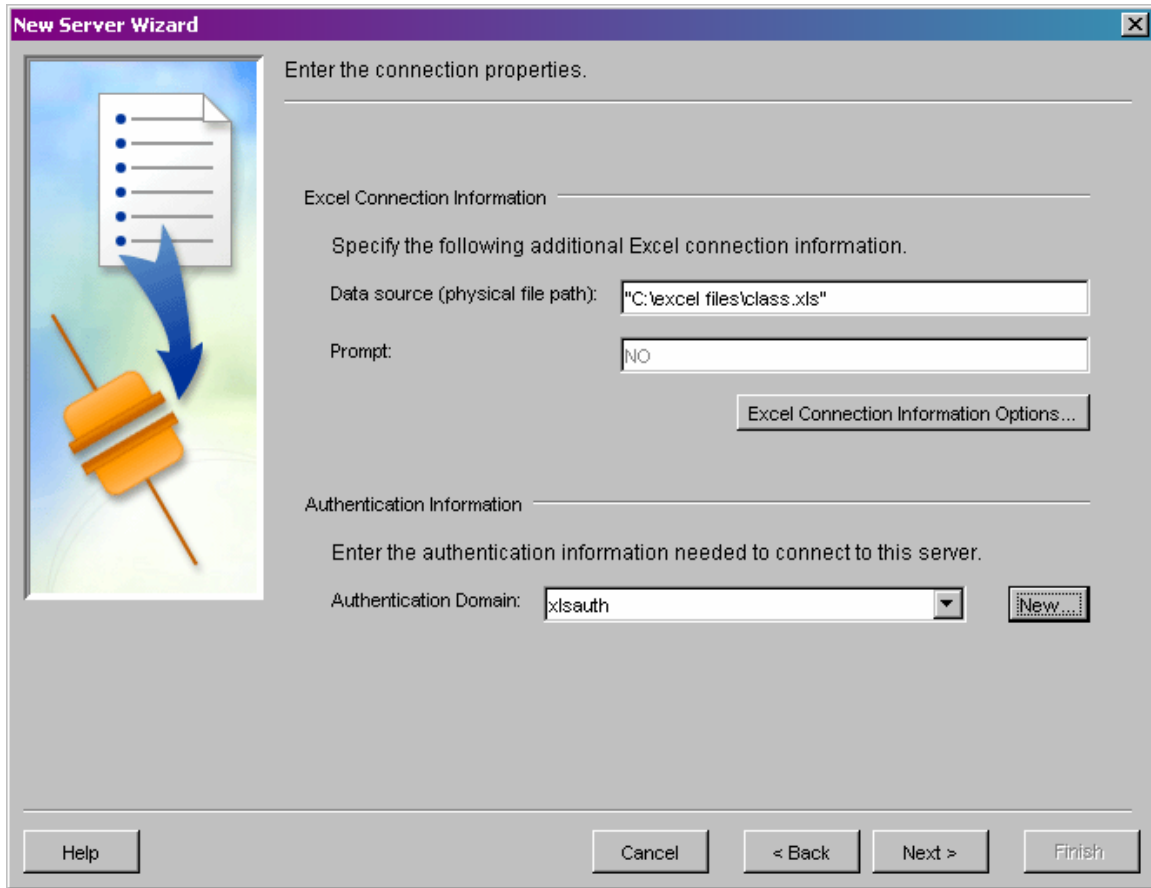 New Server Wizard
Enter the connection properties.
Excel Connection Information
Specify the following additional Excel connection information.
Data source (physical file path): "C:\excel files\class.xls"
Prompt: NO
Excel Connection Information Options...
Authentication Information
Enter the authentication information needed to connect to this server.
Authentication Domain: xlsauth New...
Help Cancel < Back Next > Finish